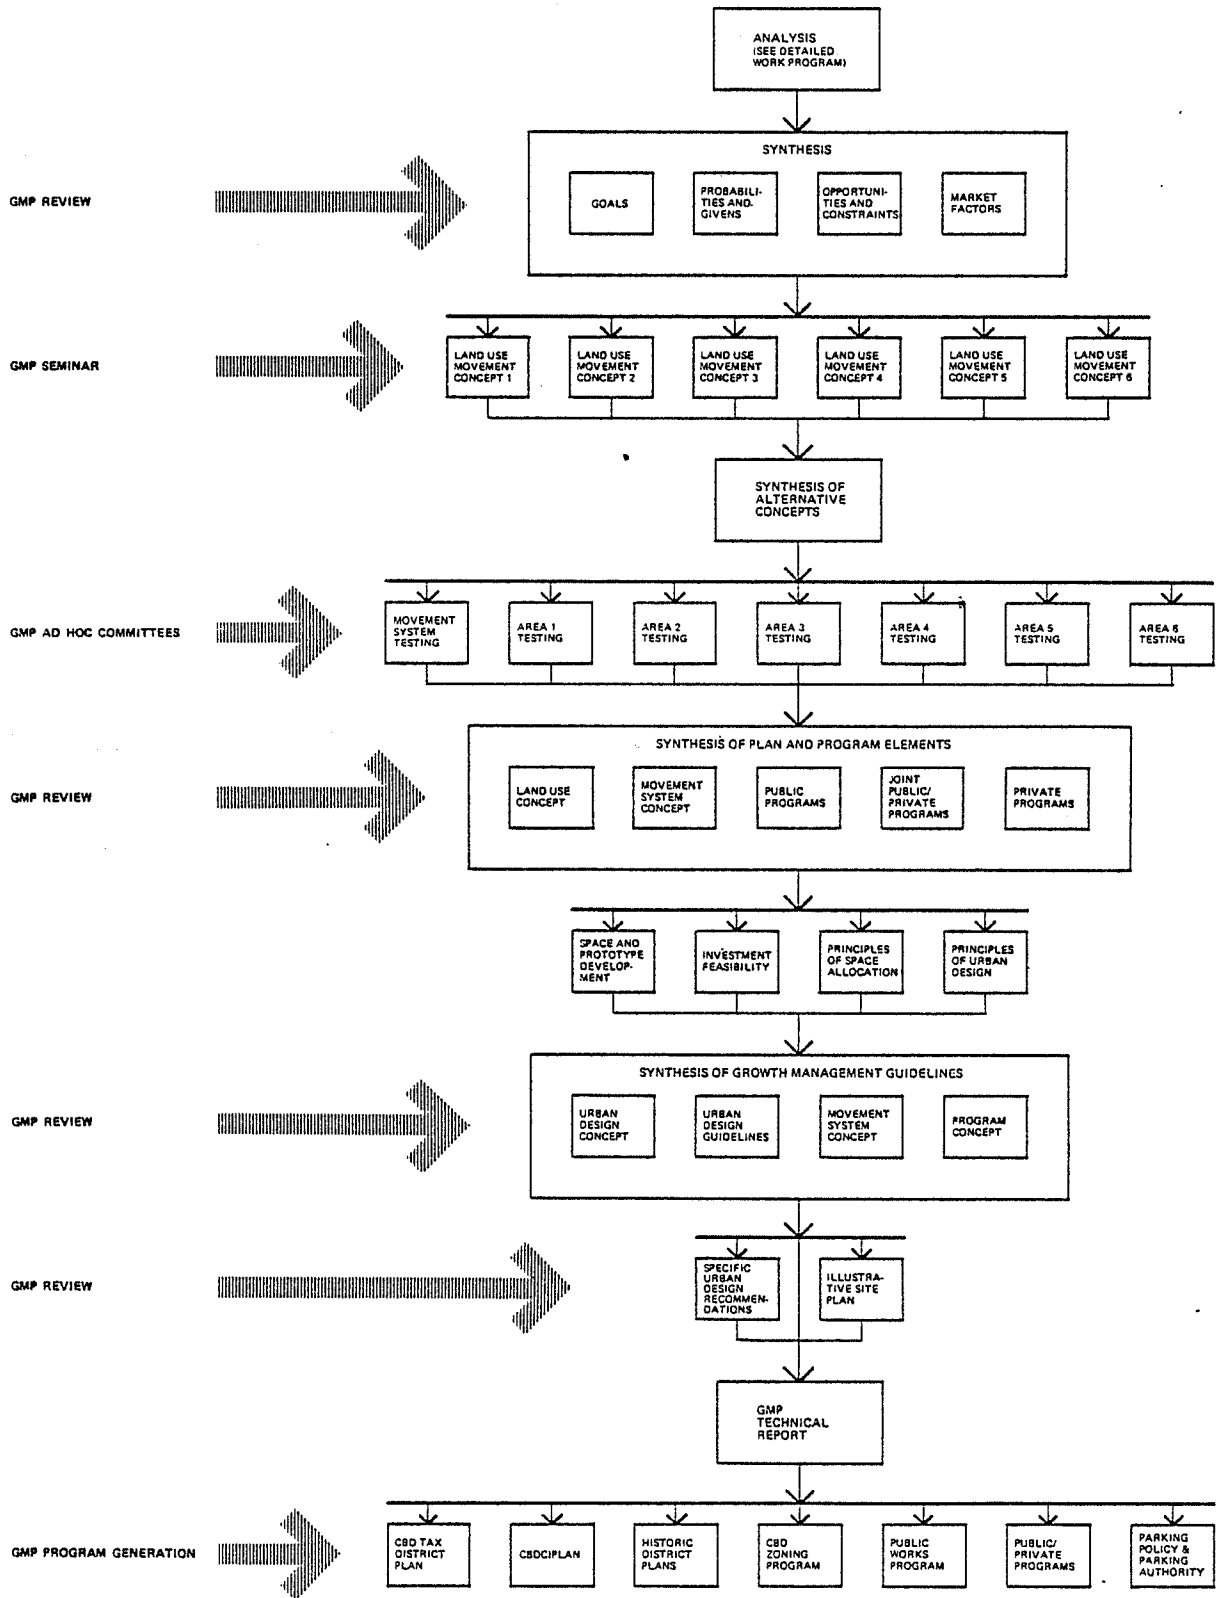 ANALYSIS
(SEE DETAILED
WORK PROGRAM)
SYNTHESIS
GMP REVIEW
GOALS
PROBABILI-
TIES AND
GIVENS
OPPORTUNI-
TIES AND
CONSTRAINTS
MARKET
FACTORS
GMP SEMINAR
LAND USE
MOVEMENT
CONCEPT 1
LAND USE
MOVEMENT
CONCEPT 2
LAND USE
MOVEMENT
CONCEPT 3
LAND USE
MOVEMENT
CONCEPT 4
LAND USE
MOVEMENT
CONCEPT 5
LAND USE
MOVEMENT
CONCEPT 6
SYNTHESIS OF
ALTERNATIVE
CONCEPTS
GMP AD HOC COMMITTEES
MOVEMENT
SYSTEM
TESTING
AREA 1
TESTING
AREA 2
TESTING
AREA 3
TESTING
AREA 4
TESTING
AREA 5
TESTING
AREA 6
TESTING
SYNTHESIS OF PLAN AND PROGRAM ELEMENTS
GMP REVIEW
LAND USE
CONCEPT
MOVEMENT
SYSTEM
CONCEPT
PUBLIC
PROGRAMS
JOINT
PUBLIC/
PRIVATE
PROGRAMS
PRIVATE
PROGRAMS
SPACE AND
PROTOTYPE
DEVELOP-
MENT
INVESTMENT
FEASIBILITY
PRINCIPLES
OF SPACE
ALLOCATION
PRINCIPLES
OF URBAN
DESIGN
SYNTHESIS OF GROWTH MANAGEMENT GUIDELINES
GMP REVIEW
URBAN
DESIGN
CONCEPT
URBAN
DESIGN
GUIDELINES
MOVEMENT
SYSTEM
CONCEPT
PROGRAM
CONCEPT
GMP REVIEW
SPECIFIC
URBAN
DESIGN
RECOMMEN-
DATIONS
ILLUSTRA-
TIVE SITE
PLAN
GMP
TECHNICAL
REPORT
GMP PROGRAM GENERATION
CBD TAX
DISTRICT
PLAN
CBDCIPLAN
HISTORIC
DISTRICT
PLANS
CBD
ZONING
PROGRAM
PUBLIC
WORKS
PROGRAM
PUBLIC/
PRIVATE
PROGRAMS
PARKING
POLICY &
PARKING
AUTHORITY